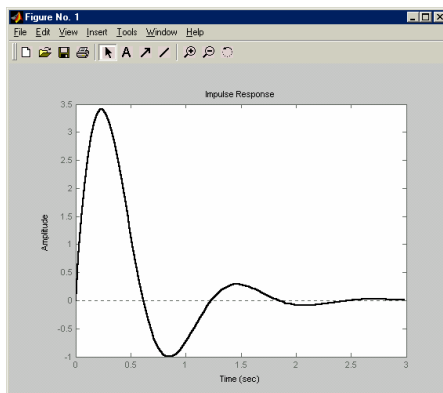 Figure No. 1
File Edit View Insert Tools Window Help
A
Impulse Response
3.5
3
2.5
2
1.5
1
0.5
0
-0.5
-1
Amplitude
0 0.5 1 1.5 2 2.5 3
Time (sec)